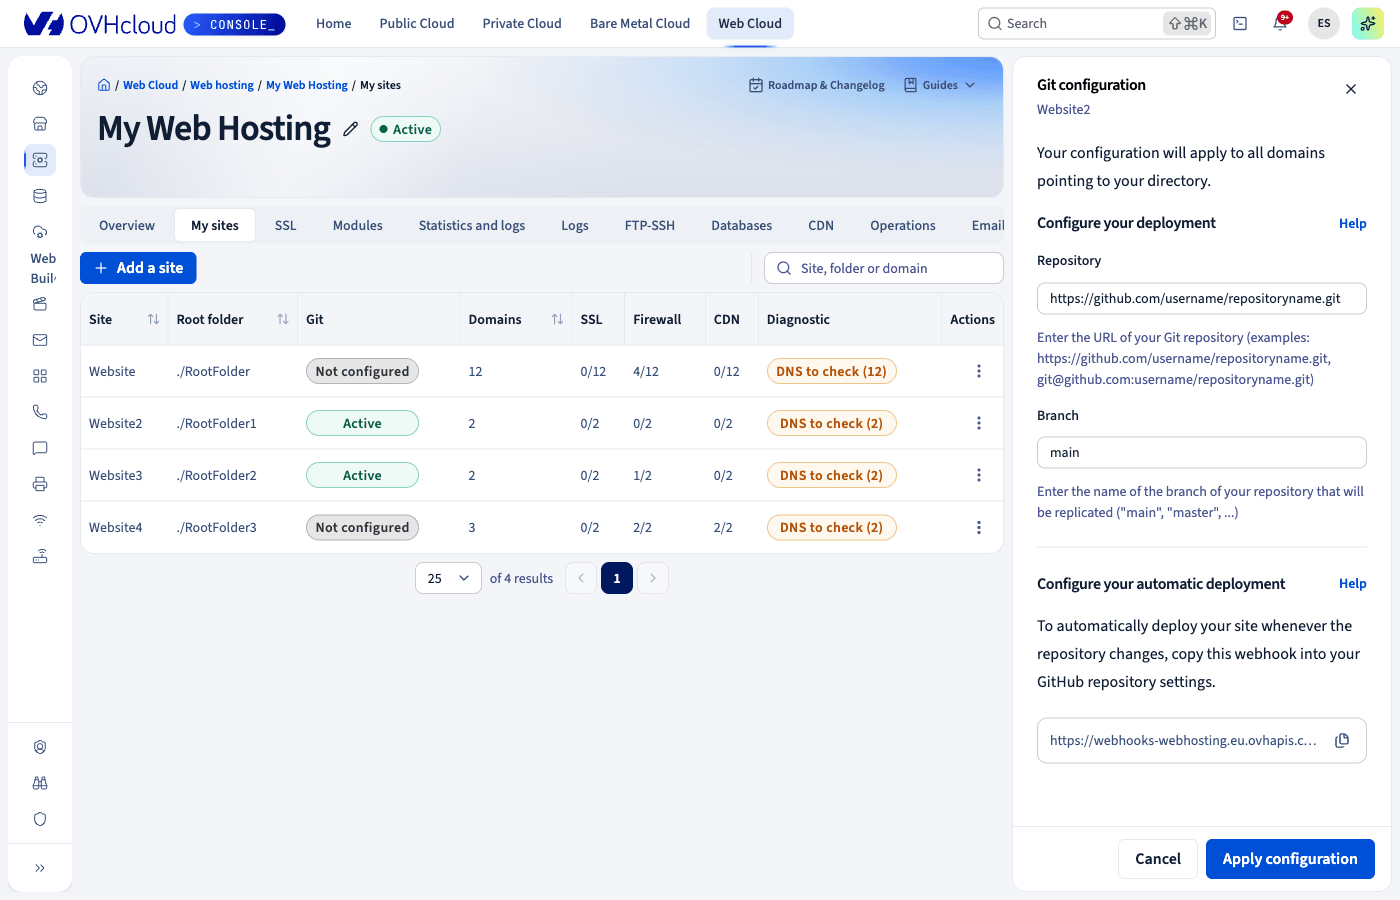 OVHcloud > CONSOLE_
Home Public Cloud Private Cloud Bare Metal Cloud Web Cloud
Search ⇧⌘K 9+ ES
/ Web Cloud / Web hosting / My Web Hosting / My sites
Roadmap & Changelog Guides
My Web Hosting Active
Web
Buil
Overview My sites SSL Modules Statistics and logs Logs FTP-SSH Databases CDN Operations Email
+ Add a site
Site, folder or domain
Site Root folder Git Domains SSL Firewall CDN Diagnostic Actions
Website ./RootFolder Not configured 12 0/12 4/12 0/12 DNS to check (12)
Website2 ./RootFolder1 Active 2 0/2 0/2 0/2 DNS to check (2)
Website3 ./RootFolder2 Active 2 0/2 1/2 0/2 DNS to check (2)
Website4 ./RootFolder3 Not configured 3 0/2 2/2 2/2 DNS to check (2)
25 of 4 results 1
Git configuration
Website2
Your configuration will apply to all domains
pointing to your directory.
Configure your deployment Help
Repository
https://github.com/username/repositoryname.git
Enter the URL of your Git repository (examples:
https://github.com/username/repositoryname.git,
git@github.com:username/repositoryname.git)
Branch
main
Enter the name of the branch of your repository that will
be replicated ("main", "master", ...)
Configure your automatic deployment Help
To automatically deploy your site whenever the
repository changes, copy this webhook into your
GitHub repository settings.
https://webhooks-webhosting.eu.ovhapis.c...
Cancel Apply configuration